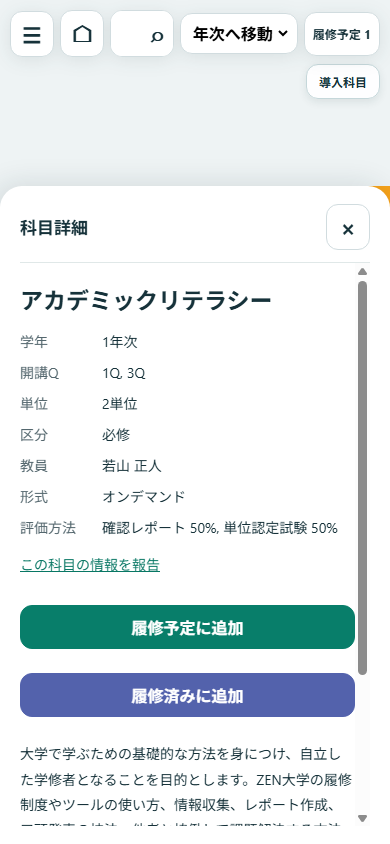 年次へ移動
履修予定 1
導入科目
科目詳細
×
アカデミックリテラシー
学年 1年次
開講Q 1Q, 3Q
単位 2単位
区分 必修
教員 若山 正人
形式 オンデマンド
評価方法 確認レポート 50%, 単位認定試験 50%
この科目の情報を報告
履修予定に追加
履修済みに追加
大学で学ぶための基礎的な方法を身につけ、自立し
た学修者となることを目的とします。ZEN大学の履修
制度やツールの使い方、情報収集、レポート作成、